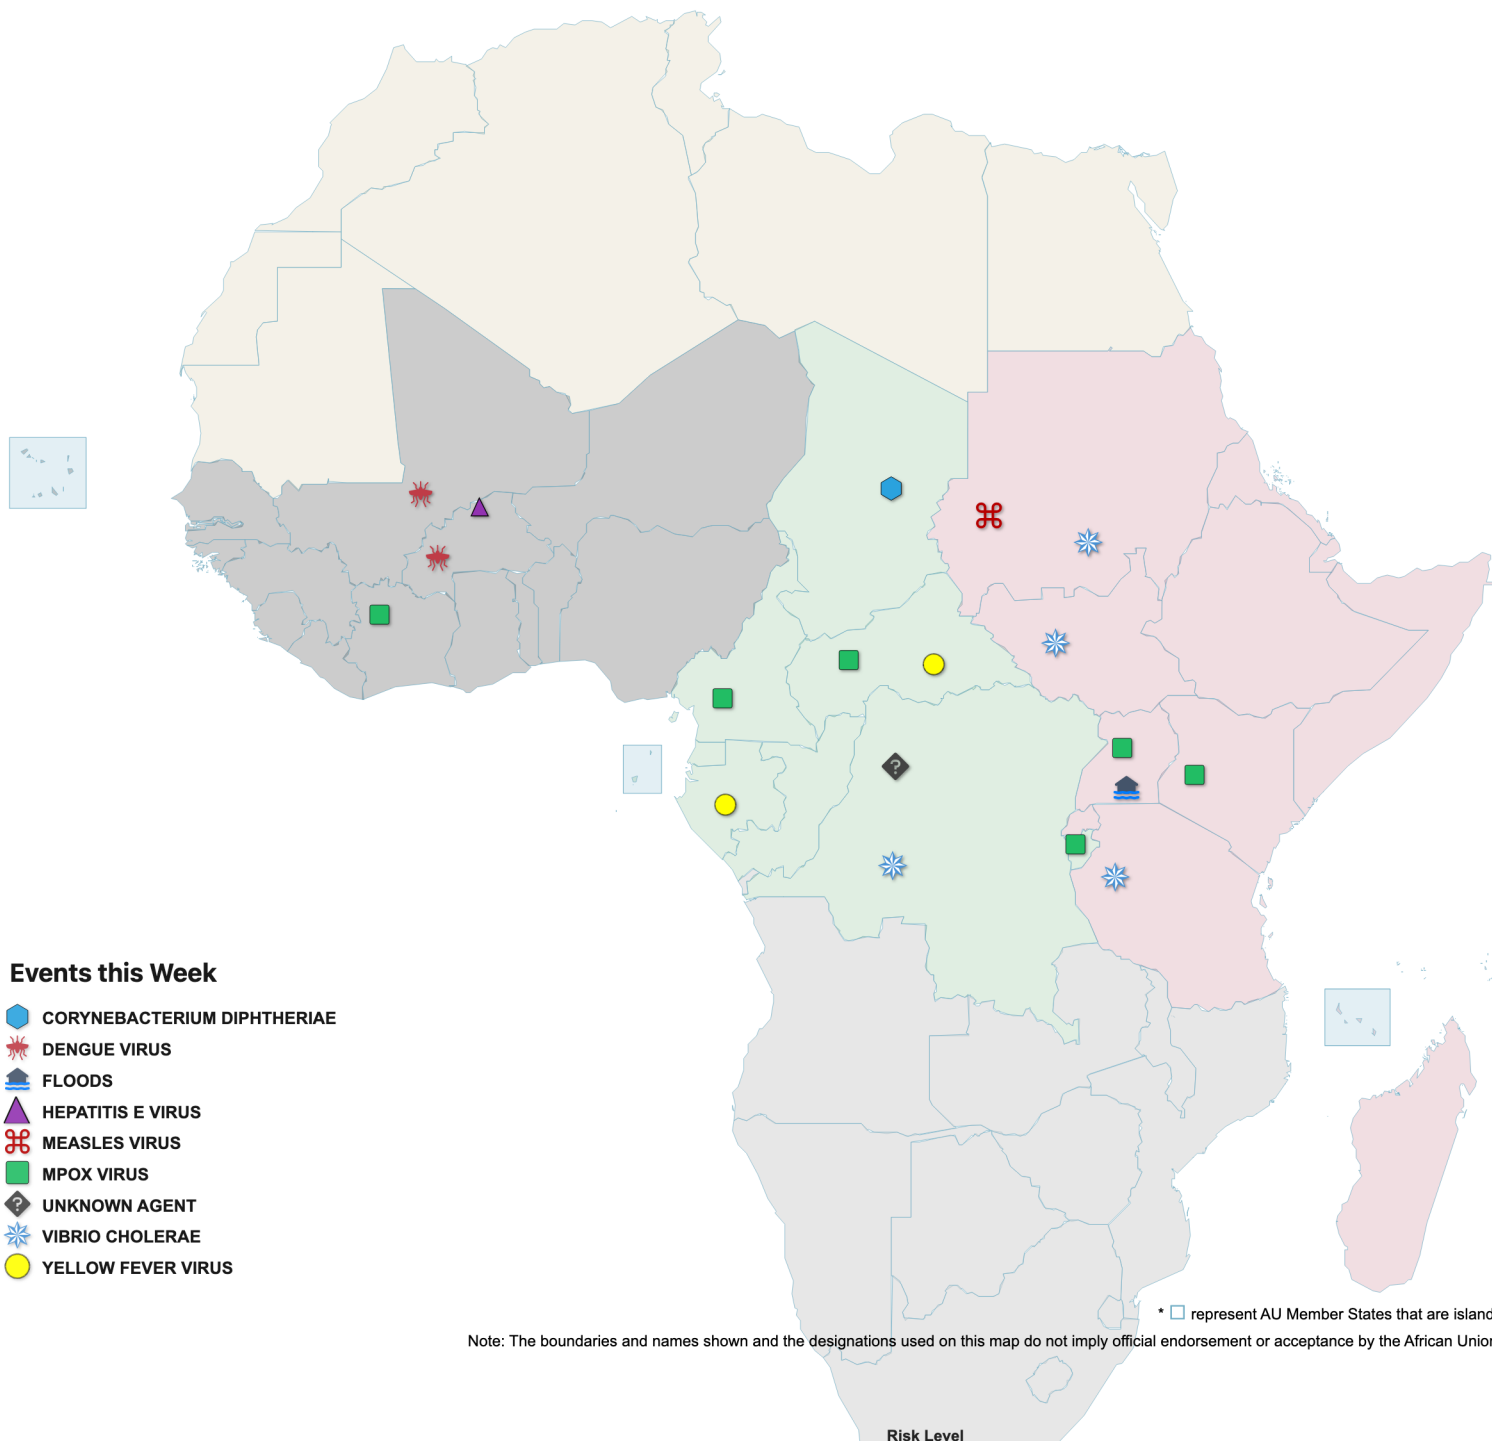 Events this Week
CORYNEBACTERIUM DIPHTHERIAE
DENGUE VIRUS
FLOODS
HEPATITIS E VIRUS
MEASLES VIRUS
MPOX VIRUS
UNKNOWN AGENT
VIBRIO CHOLERAE
YELLOW FEVER VIRUS
* represent AU Member States that are island
Note: The boundaries and names shown and the designations used on this map do not imply official endorsement or acceptance by the African Union
Risk Level